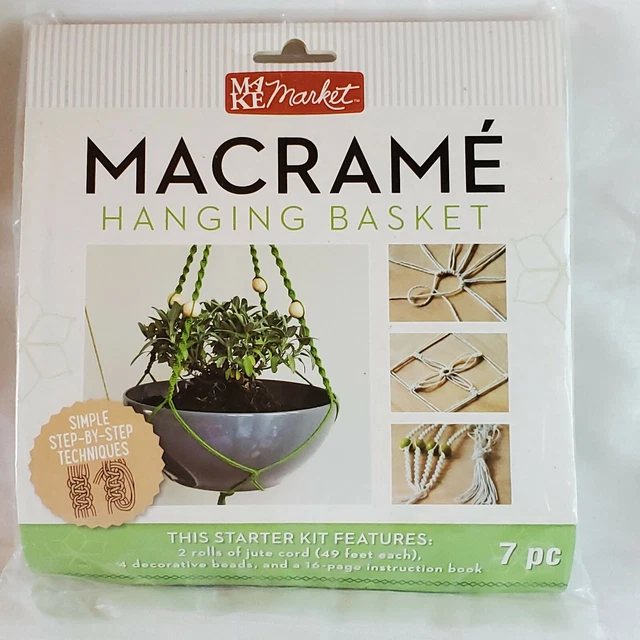 MAKE Market™
MACRAMÉ
HANGING BASKET
SIMPLE
STEP-BY-STEP
TECHNIQUES
THIS STARTER KIT FEATURES:
2 rolls of jute cord (49 feet each),
4 decorative beads, and a 16-page instruction book
7 pc